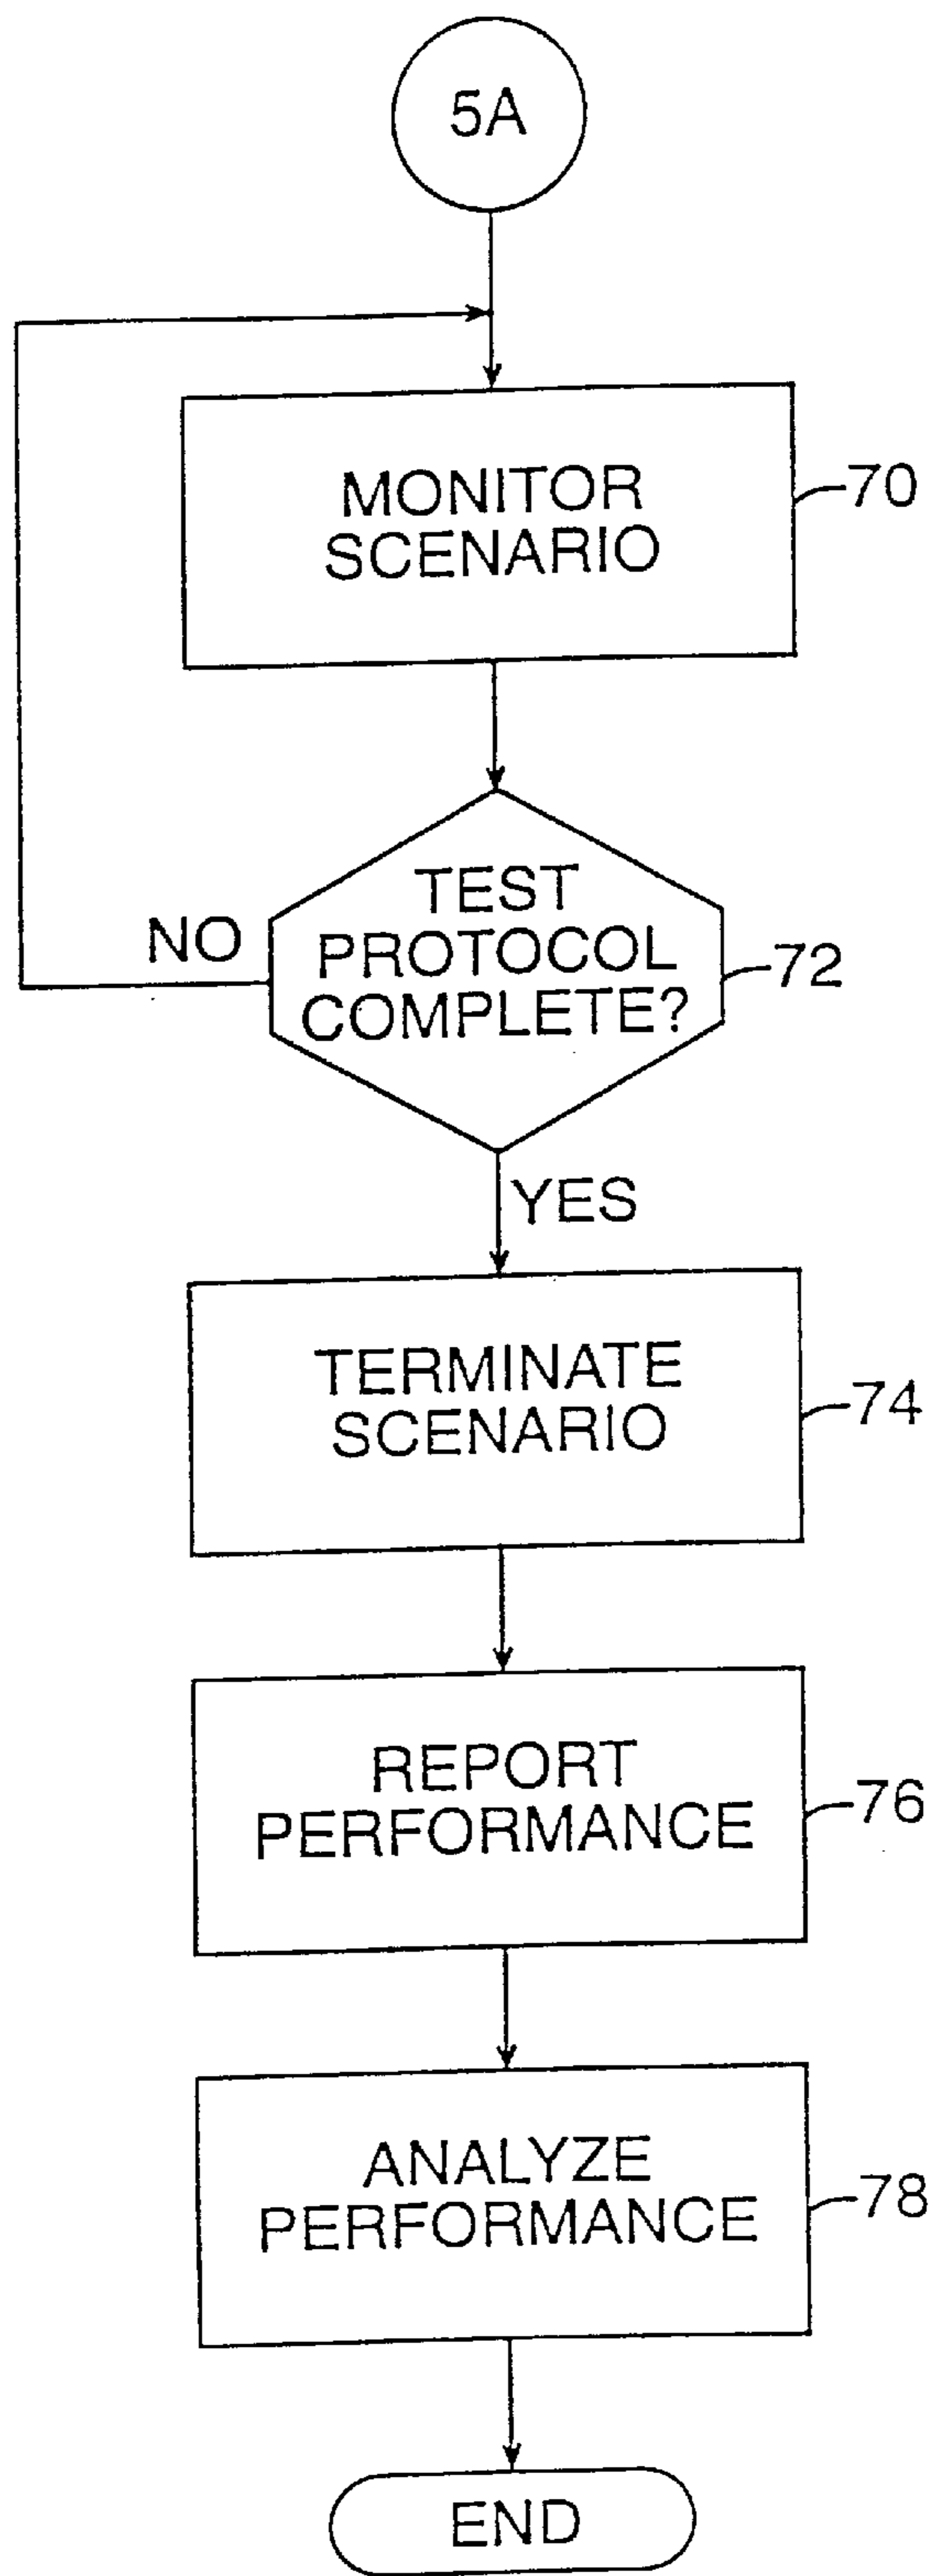 5A
MONITOR
SCENARIO
70
TEST
PROTOCOL
COMPLETE?
72
NO
YES
TERMINATE
SCENARIO
74
REPORT
PERFORMANCE
76
ANALYZE
PERFORMANCE
78
END